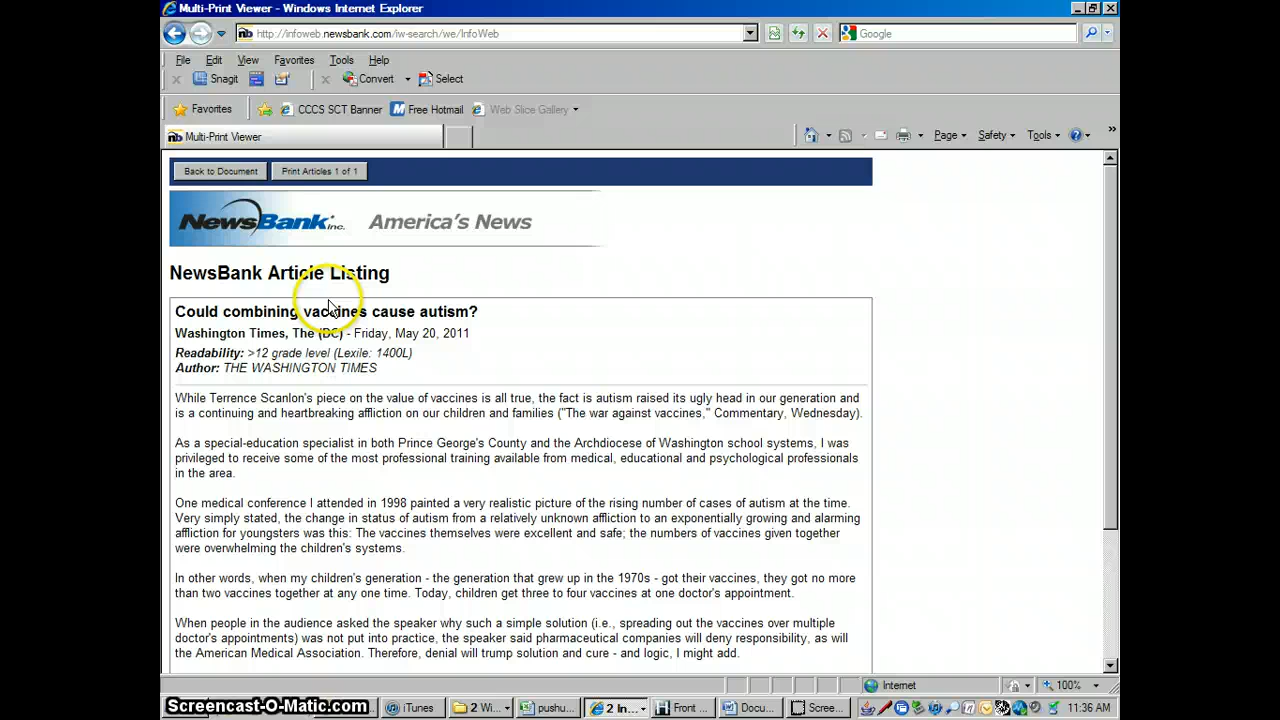 Multi-Print Viewer - Windows Internet Explorer
http://infoweb.newsbank.com/iw-search/we/InfoWeb
Google
File Edit View Favorites Tools Help
Snagit Convert Select
Favorites CCCS SCT Banner Free Hotmail Web Slice Gallery
Multi-Print Viewer Page Safety Tools
Back to Document Print Articles 1 of 1
NewsBank inc. America's News
NewsBank Article Listing
Could combining vaccines cause autism?
Washington Times, The (DC) - Friday, May 20, 2011
Readability: >12 grade level (Lexile: 1400L)
Author: THE WASHINGTON TIMES
While Terrence Scanlon's piece on the value of vaccines is all true, the fact is autism raised its ugly head in our generation and
is a continuing and heartbreaking affliction on our children and families ("The war against vaccines," Commentary, Wednesday).
As a special-education specialist in both Prince George's County and the Archdiocese of Washington school systems, I was
privileged to receive some of the most professional training available from medical, educational and psychological professionals
in the area.
One medical conference I attended in 1998 painted a very realistic picture of the rising number of cases of autism at the time.
Very simply stated, the change in status of autism from a relatively unknown affliction to an exponentially growing and alarming
affliction for youngsters was this: The vaccines themselves were excellent and safe; the numbers of vaccines given together
were overwhelming the children's systems.
In other words, when my children's generation - the generation that grew up in the 1970s - got their vaccines, they got no more
than two vaccines together at any one time. Today, children get three to four vaccines at one doctor's appointment.
When people in the audience asked the speaker why such a simple solution (i.e., spreading out the vaccines over multiple
doctor's appointments) was not put into practice, the speaker said pharmaceutical companies will deny responsibility, as will
the American Medical Association. Therefore, denial will trump solution and cure - and logic, I might add.
Internet 100%
Screencast-O-Matic.com iTunes 2 Wi... pushu... 2 In... Front ... Docu... Scree... 11:36 AM